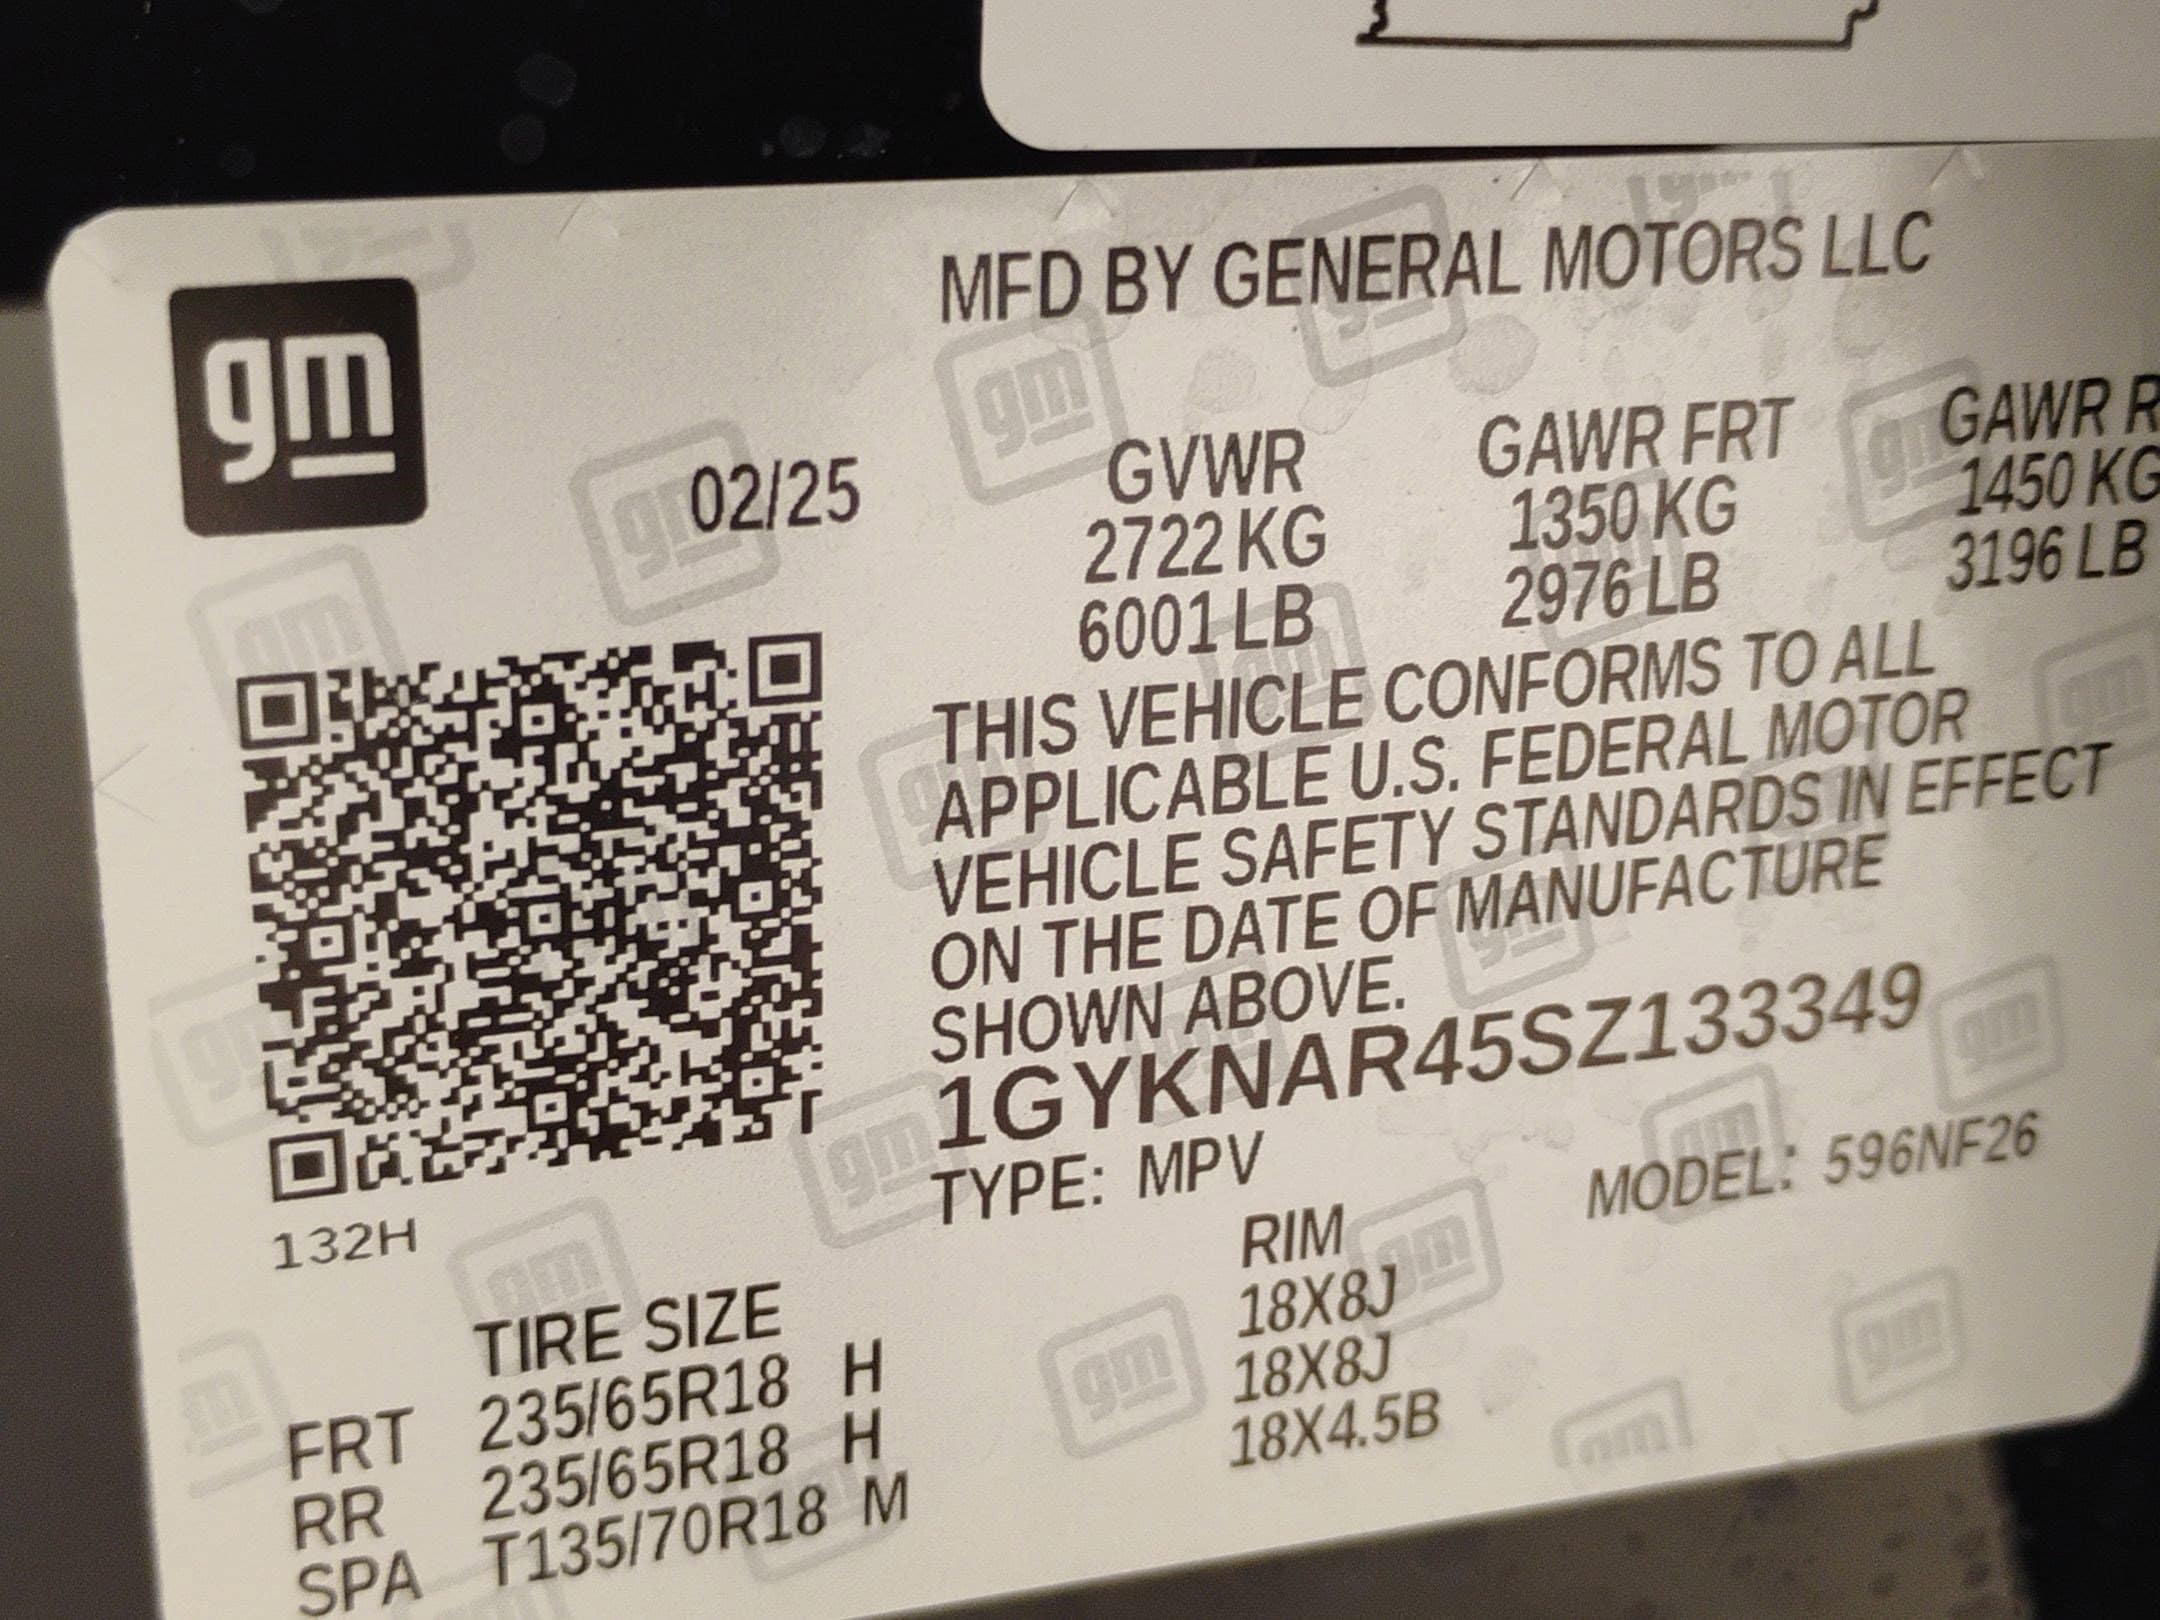 gm
MFD BY GENERAL MOTORS LLC
02/25
GVWR GAWR FRT GAWR
2722 KG 1350 KG 1450 KG
6001 LB 2976 LB 3196 LB
THIS VEHICLE CONFORMS TO ALL
APPLICABLE U.S. FEDERAL MOTOR
VEHICLE SAFETY STANDARDS IN EFFECT
ON THE DATE OF MANUFACTURE
SHOWN ABOVE.
1GYKNAR45SZ133349
TYPE: MPV MODEL: 596NF26
132H
TIRE SIZE RIM
FRT 235/65R18 H 18X8J
RR 235/65R18 H 18X8J
SPA T135/70R18 M 18X4.5B